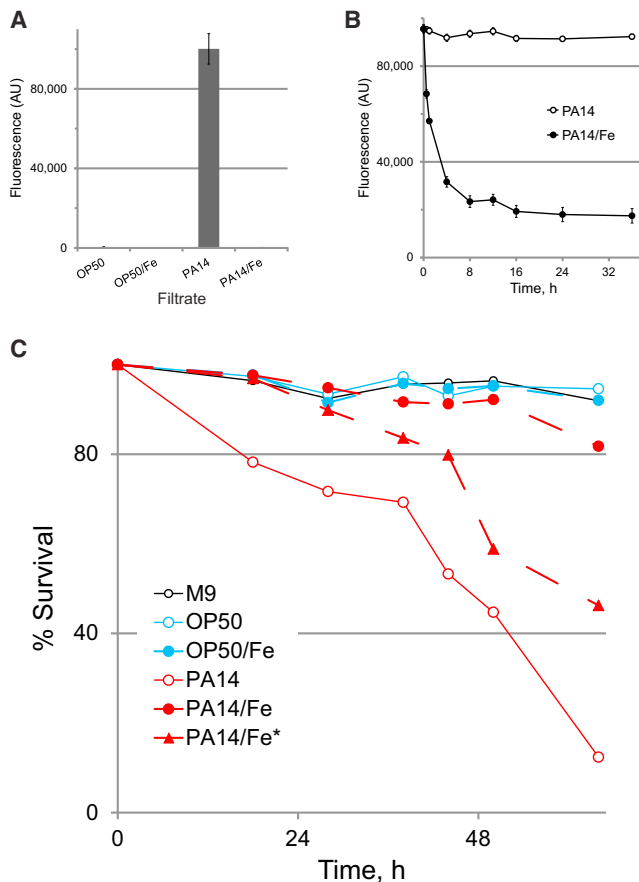 A
Fluorescence (AU)
80,000
40,000
0
OP50
OP50/Fe
PA14
PA14/Fe
Filtrate
B
Fluorescence (AU)
80,000
40,000
0
PA14
PA14/Fe
0
8
16
24
32
Time, h
C
% Survival
80
40
0
M9
OP50
OP50/Fe
PA14
PA14/Fe
PA14/Fe*
0
24
48
Time, h